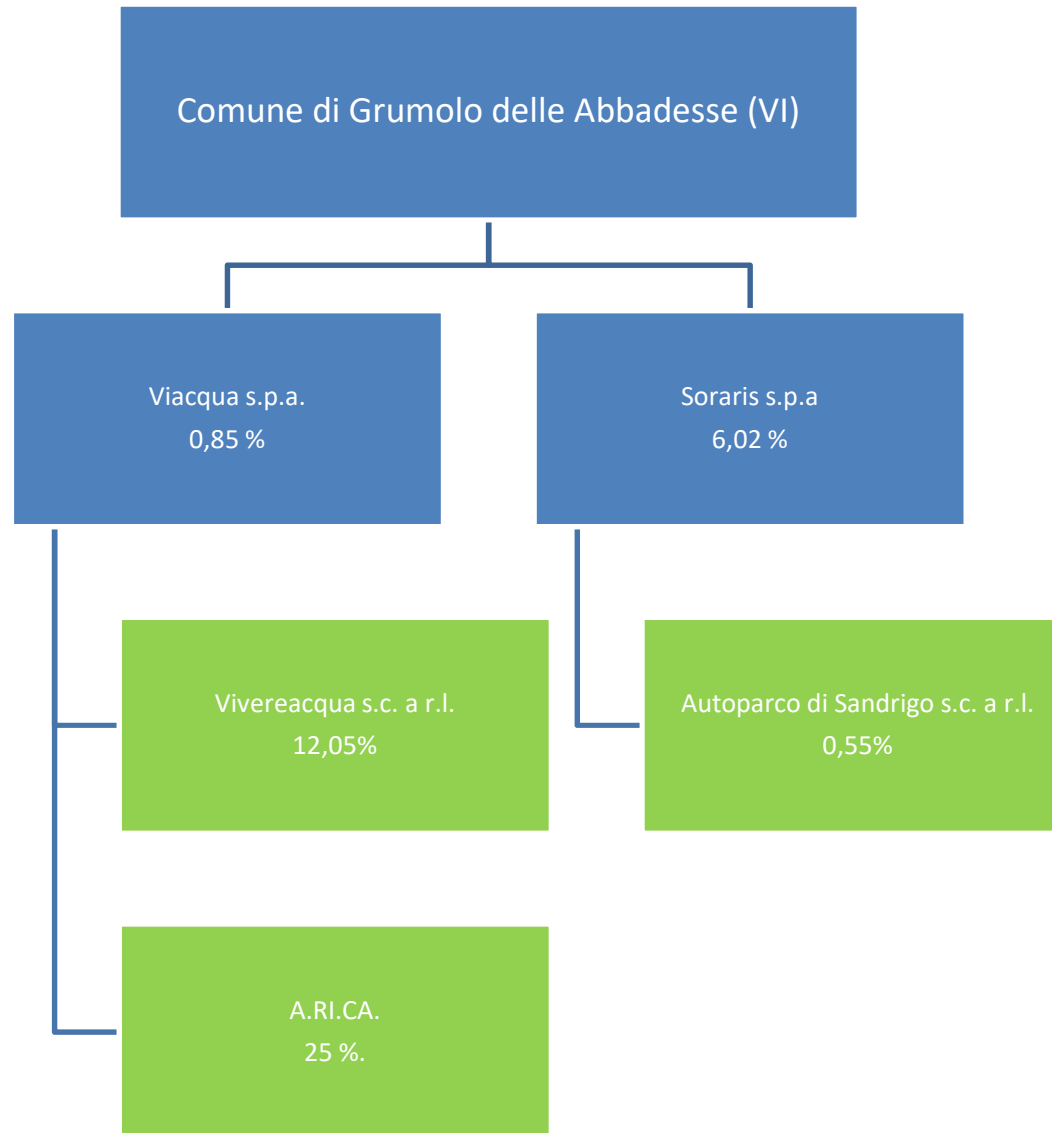 Comune di Grumolo delle Abbadesse (VI)
Viacqua s.p.a.
0,85 %
Soraris s.p.a
6,02 %
Vivereacqua s.c. a r.l.
12,05%
Autoparco di Sandrigo s.c. a r.l.
0,55%
A.RI.CA.
25 %.